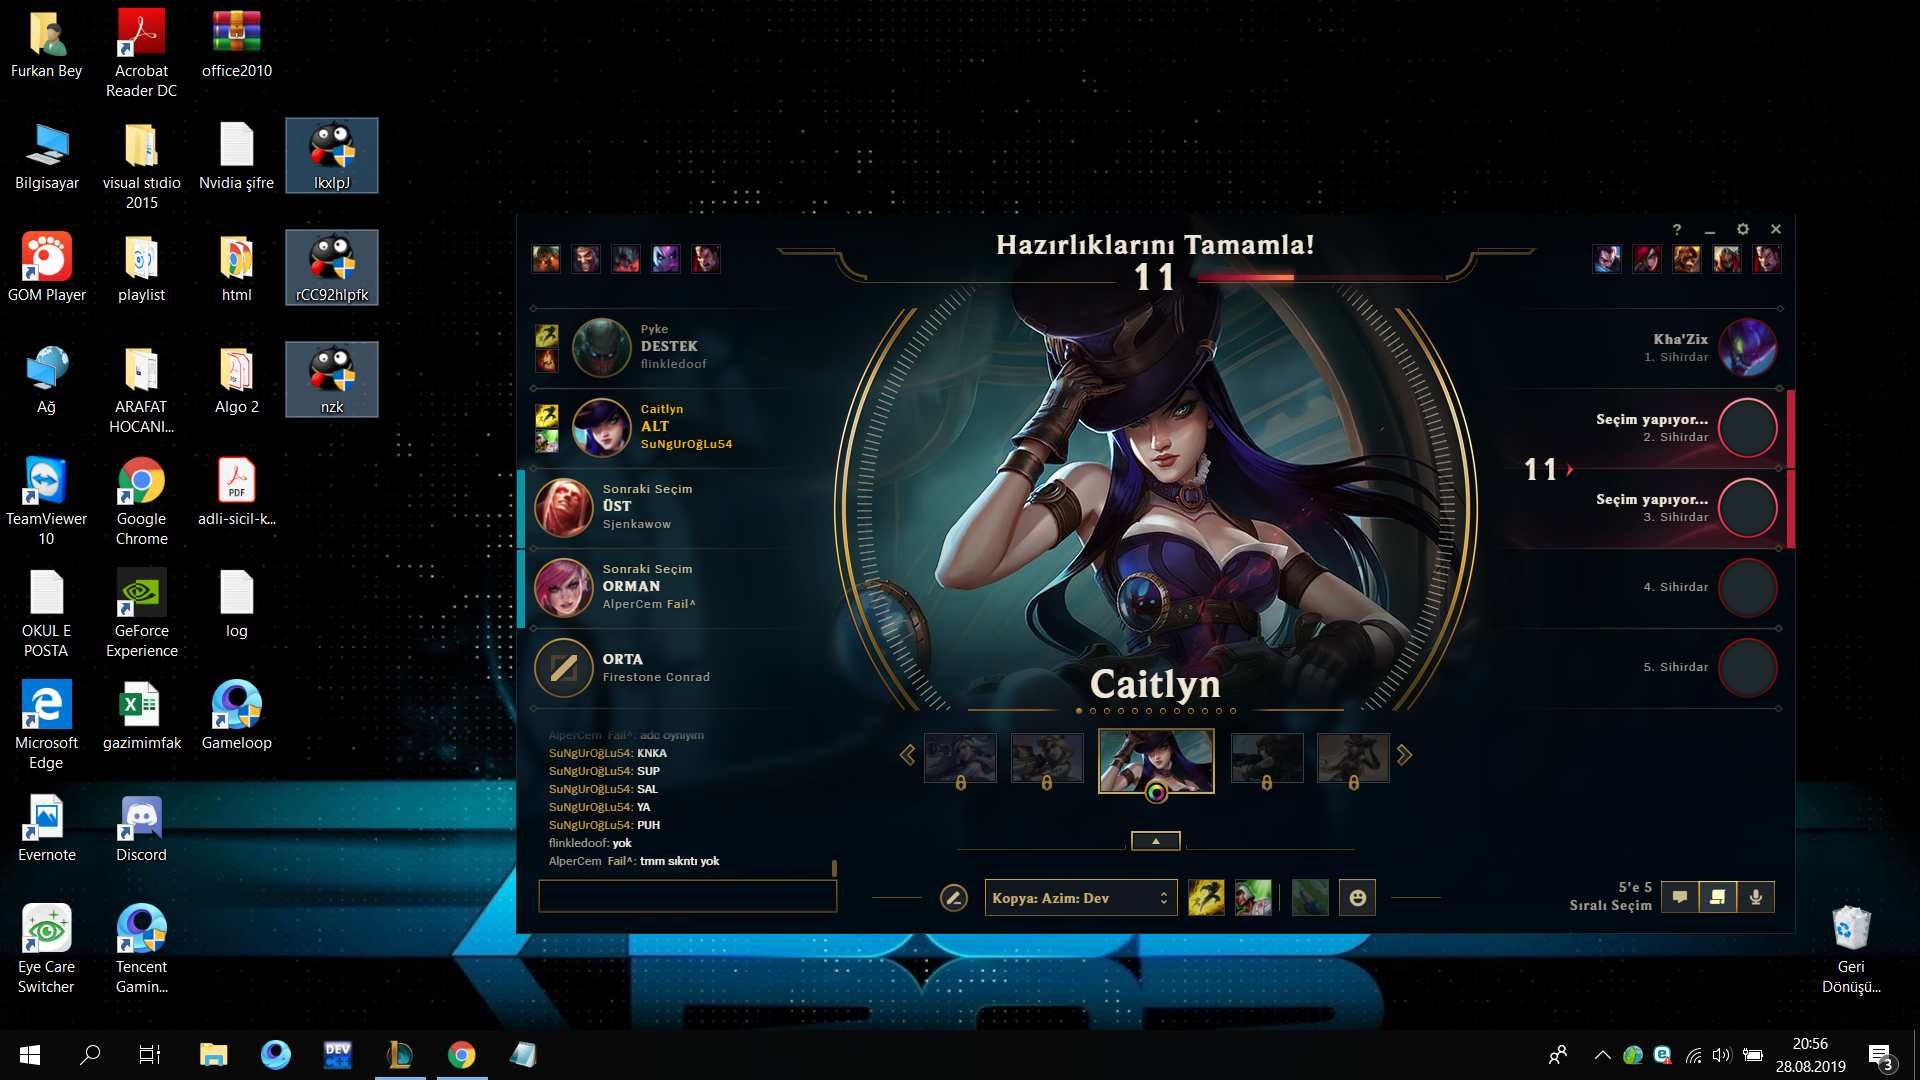 Furkan Bey
Acrobat
Reader DC
office2010
Bilgisayar
visual stıdio
2015
Nvidia şifre
lkxlpJ
GOM Player
playlist
html
rCC92hlpfk
Ağ
ARAFAT
HOCANI...
Algo 2
nzk
TeamViewer
10
Google
Chrome
adli-sicil-k...
OKUL E
POSTA
GeForce
Experience
log
Microsoft
Edge
gazimimfak
Gameloop
Evernote
Discord
Eye Care
Switcher
Tencent
Gamin...
Geri
Dönüşü...
Hazırlıklarını Tamamla!
11
Pyke
DESTEK
flinkledoof
Caitlyn
ALT
SuNgUrOğLu54
Sonraki Seçim
ÜST
Sjenkawow
Sonraki Seçim
ORMAN
AlperCem Fail^
ORTA
Firestone Conrad
AlperCem Fail^: adc oynıyım
SuNgUrOğLu54: KNKA
SuNgUrOğLu54: SUP
SuNgUrOğLu54: SAL
SuNgUrOğLu54: YA
SuNgUrOğLu54: PUH
flinkledoof: yok
AlperCem Fail^: tmm sıkntı yok
Caitlyn
Kopya: Azim: Dev
Kha'Zix
1. Sihirdar
Seçim yapıyor...
2. Sihirdar
11
Seçim yapıyor...
3. Sihirdar
4. Sihirdar
5. Sihirdar
5'e 5
Sıralı Seçim
PDF
DEV
C++
20:56
28.08.2019
3